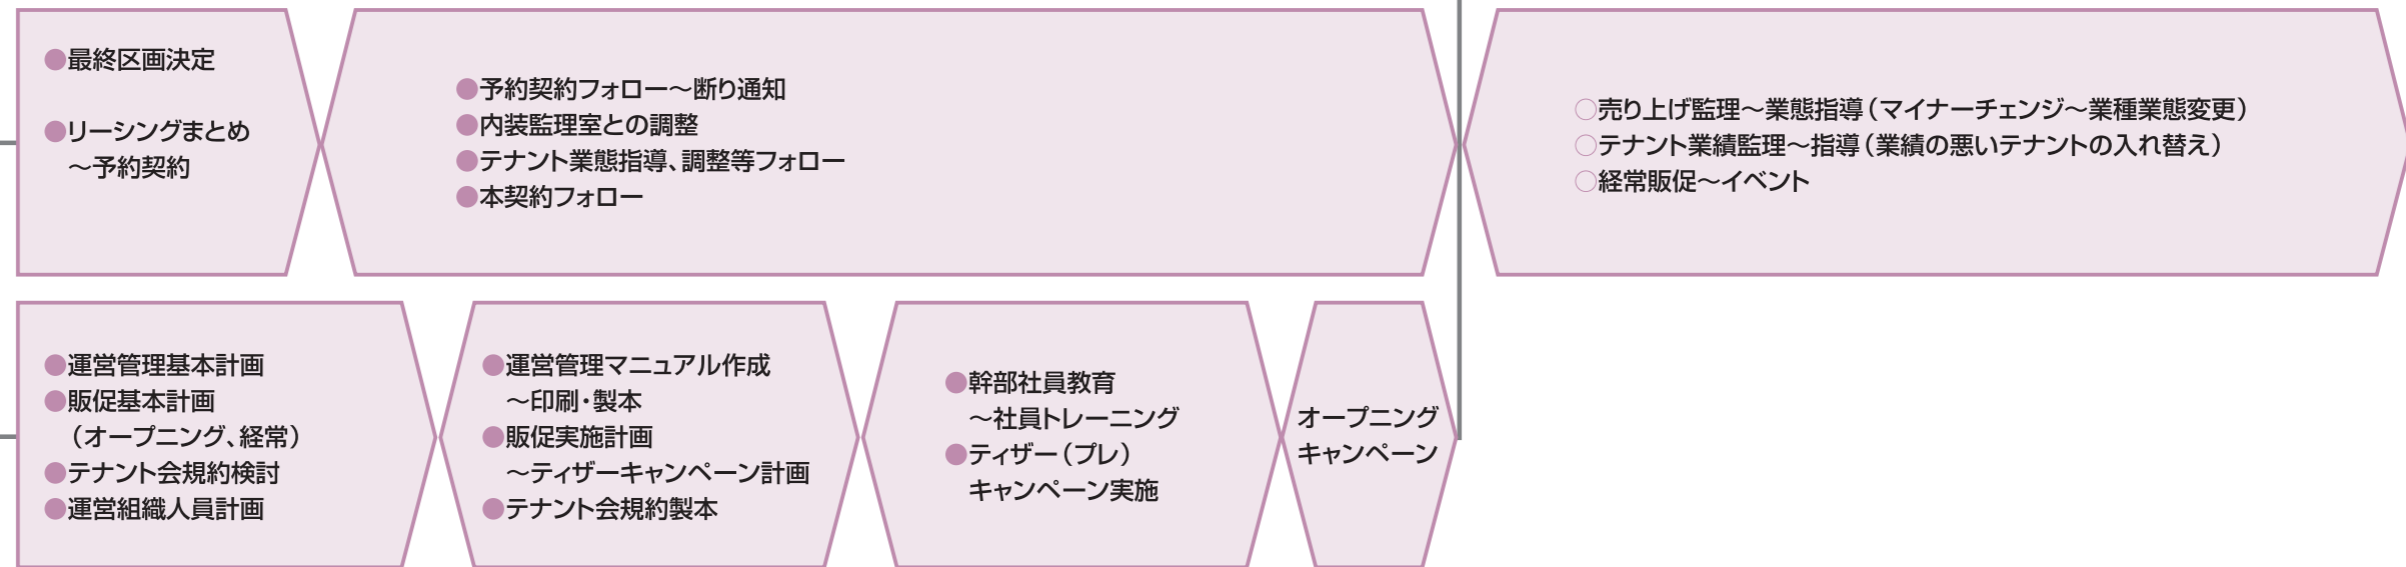 ●最終区画決定
●リーシングまとめ
～予約契約
●予約契約フォロー～断り通知
●内装監理室との調整
●テナント業態指導、調整等フォロー
●本契約フォロー
○売り上げ監理～業態指導（マイナーチェンジ～業種業態変更）
○テナント業績監理～指導（業績の悪いテナントの入れ替え）
○経常販促～イベント
●運営管理基本計画
●販促基本計画
（オープニング、経常）
●テナント会規約検討
●運営組織人員計画
●運営管理マニュアル作成
～印刷・製本
●販促実施計画
～ティザーキャンペーン計画
●テナント会規約製本
●幹部社員教育
～社員トレーニング
●ティザー（プレ）
キャンペーン実施
オープニング
キャンペーン